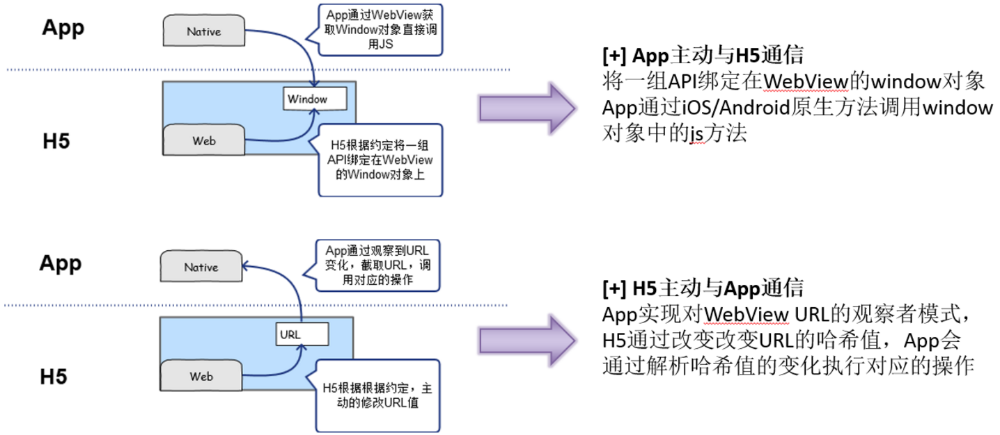 App
Native
App通过WebView获
取Window对象直接调
用JS
Window
H5
Web
H5根据约定将一组
API绑定在WebView
的Window对象上
[+] App主动与H5通信
将一组API绑定在WebView的window对象
App通过iOS/Android原生方法调用window
对象中的js方法
App
Native
App通过观察到URL
变化，截取URL，调
用对应的操作
URL
H5
Web
H5根据根据约定，主
动的修改URL值
[+] H5主动与App通信
App实现对WebView URL的观察者模式，
H5通过改变改变URL的哈希值，App会
通过解析哈希值的变化执行对应的操作